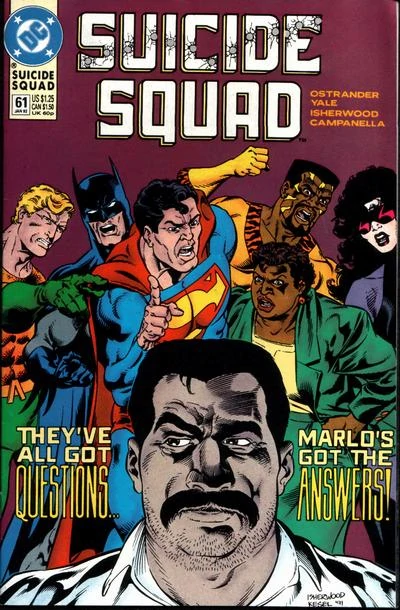 DC
SUICIDE
SQUAD
61
JAN 92
US $1.25
CAN $1.50
UK 60p
SUICIDE
SQUAD
TM
OSTRANDER
YALE
ISHERWOOD
CAMPANELLA
THEY'VE
ALL GOT
QUESTIONS...
MARLO'S
GOT THE
ANSWERS!
ISHERWOOD
KESEL '91